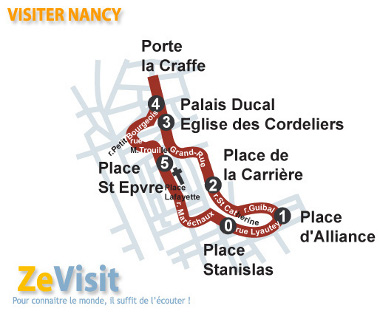 VISITER NANCY
Porte
la Craffe
4
Palais Ducal
3
Eglise des Cordeliers
r.Petit Bourgeois
rue
M.Trouillet
Grand-Rue
5
Place
St Epvre
Place
Lafayette
Place de
la Carrière
2
r.St Catherine
r.Guibal
r.Maréchaux
0
rue Lyautey
1
Place
d'Alliance
Place
Stanislas
ZeVisit
Pour connaître le monde, il suffit de l'écouter !